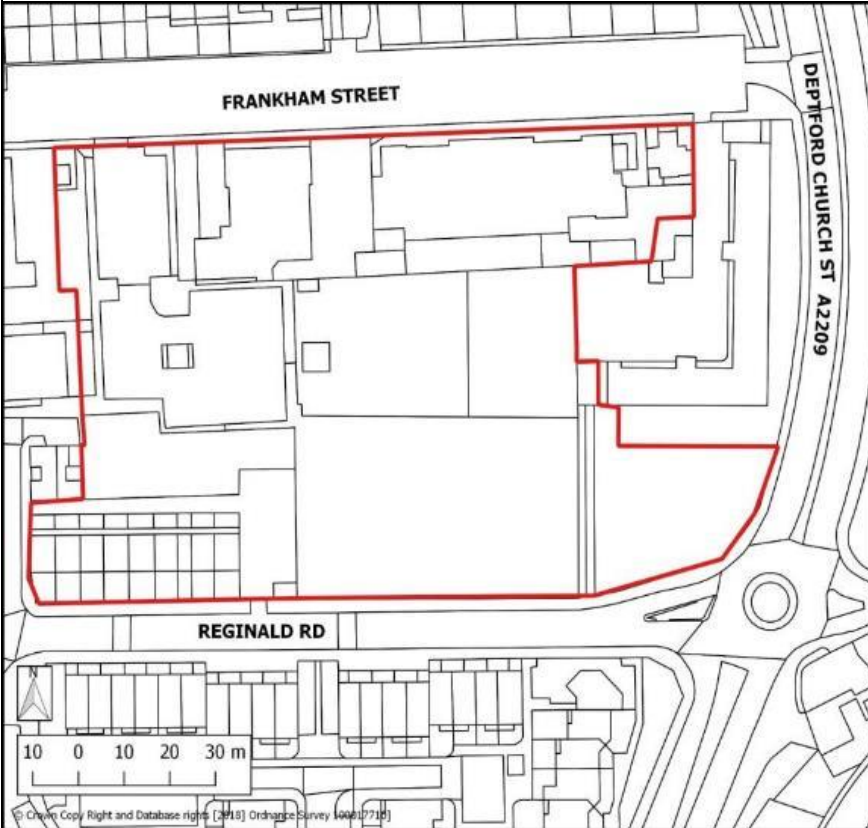 FRANKHAM STREET
DEPTFORD CHURCH ST A2209
REGINALD RD
N
10 0 10 20 30 m
© Crown Copy Right and Database rights [2018] Ordnance Survey